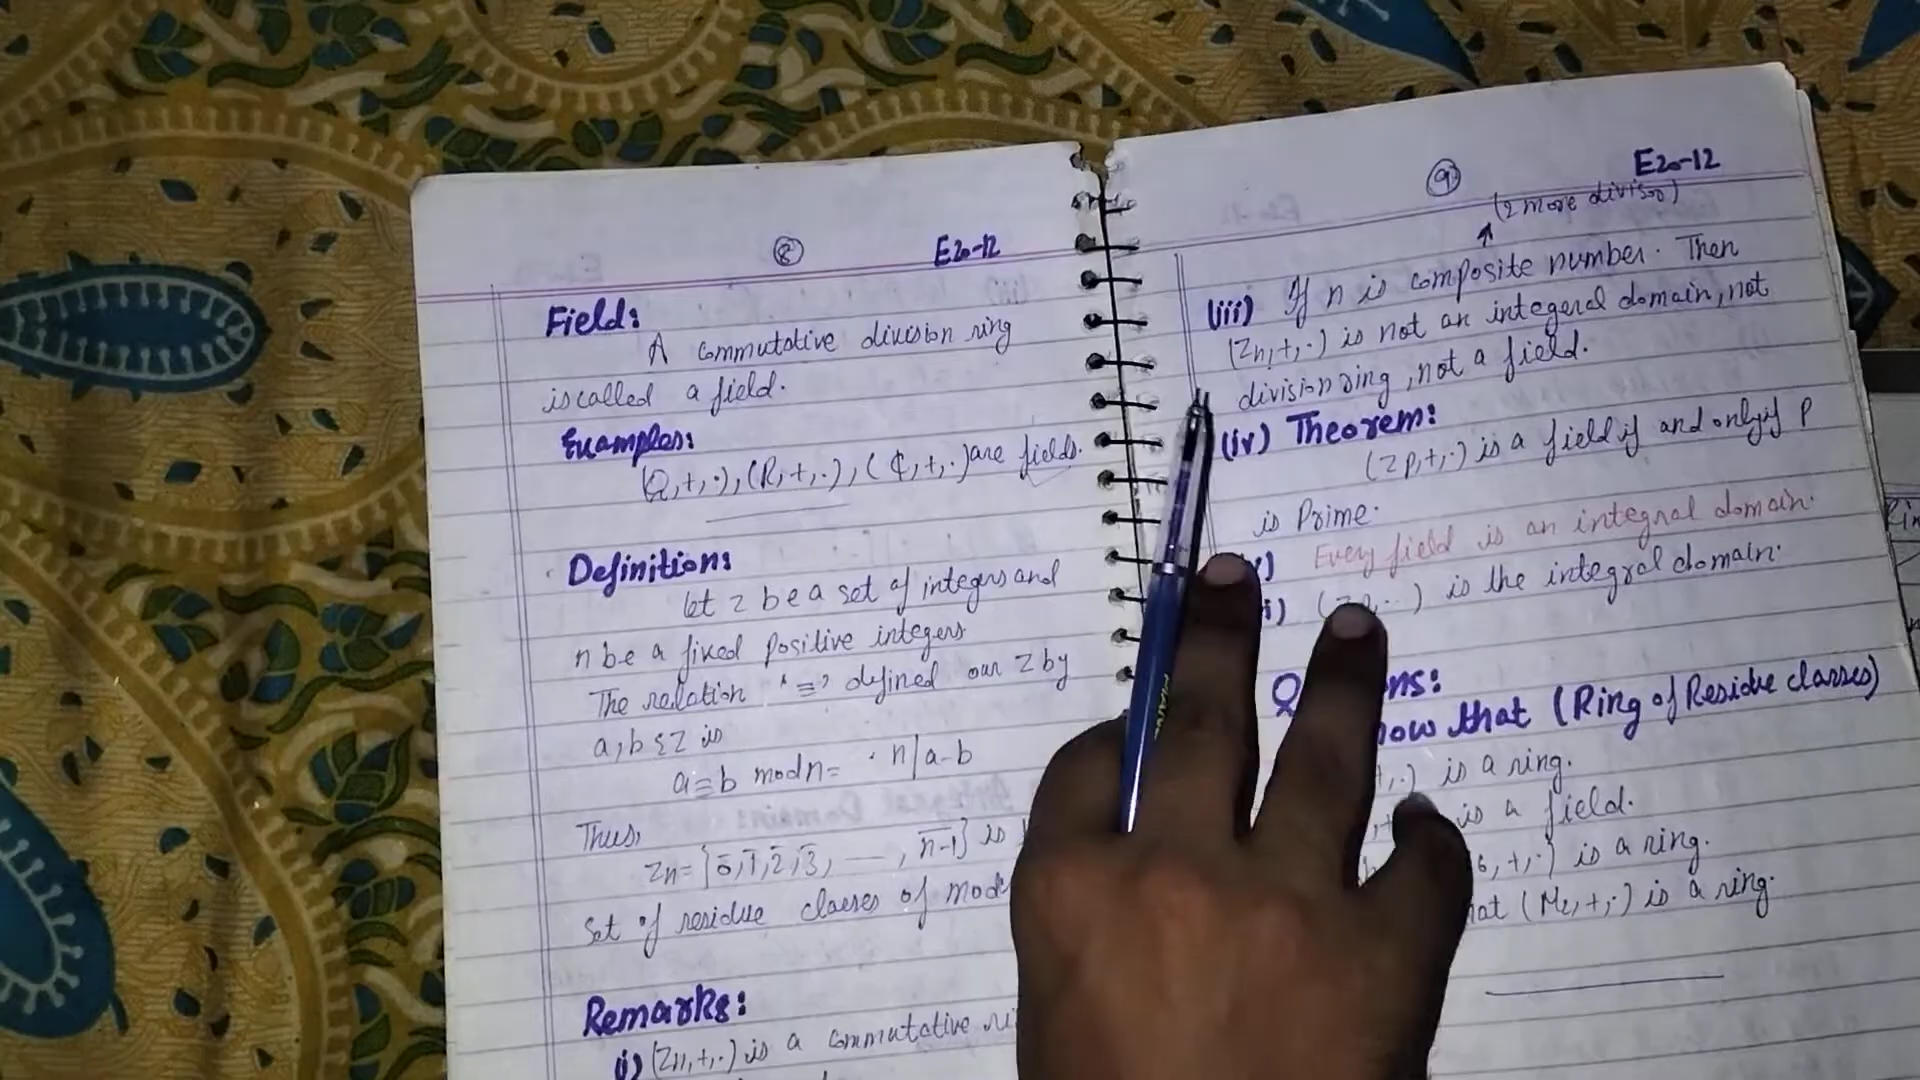 8
E20-12
Field:
A commutative division ring
is called a field.
Examples:
(Q,+,·),(R,+,·),(¢,+,·)are fields.
Definition:
let z be a set of integers and
n be a fixed positive integers
The relation '≡' defined our z by
a,b ε z is
a≡b mod n= n|a-b
Thus,
Zn={0̄,1̄,2̄,3̄, ― , n-1} is
set of residue classes of mod
Remarks:
(i) (Zn,+,·) is a commutative
9
E20-12
(2 more divisor)
(iii) If n is composite number. Then
(Zn,+,·) is not an integeral domain, not
division ring, not a field.
(iv) Theorem:
(Zp,+,·) is a field if and only if P
is Prime.
Every field is an integral domain.
is the integral domain.
ns:
how that (Ring of Residue classes)
+,·) is a ring.
is a field.
6,+,·) is a ring.
hat (M2,+,·) is a ring.